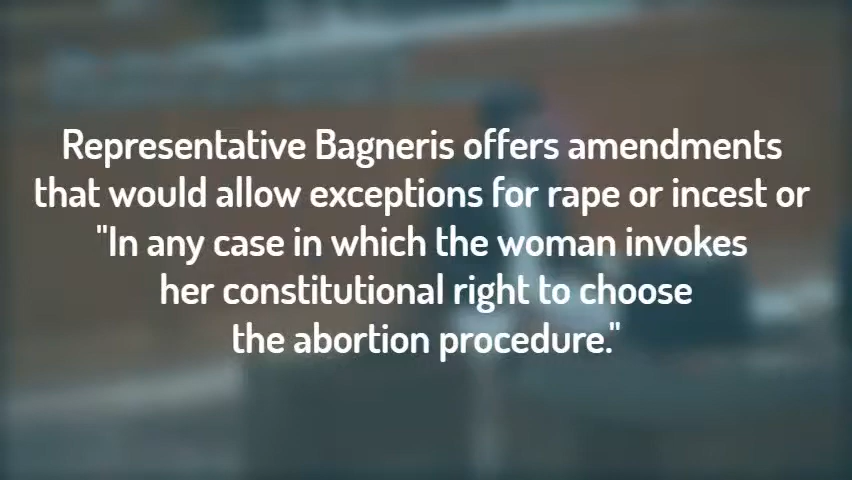 Representative Bagneris offers amendments
that would allow exceptions for rape or incest or
"In any case in which the woman invokes
her constitutional right to choose
the abortion procedure."